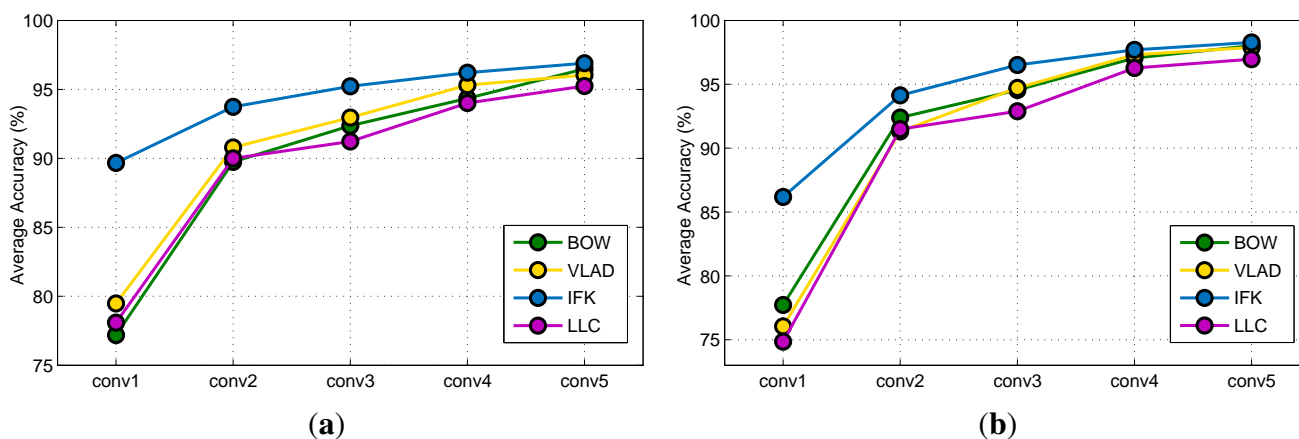 100
95
90
85
80
75
Average Accuracy (%)
conv1 conv2 conv3 conv4 conv5
BOW
VLAD
IFK
LLC
(a)
100
95
90
85
80
75
Average Accuracy (%)
conv1 conv2 conv3 conv4 conv5
BOW
VLAD
IFK
LLC
(b)